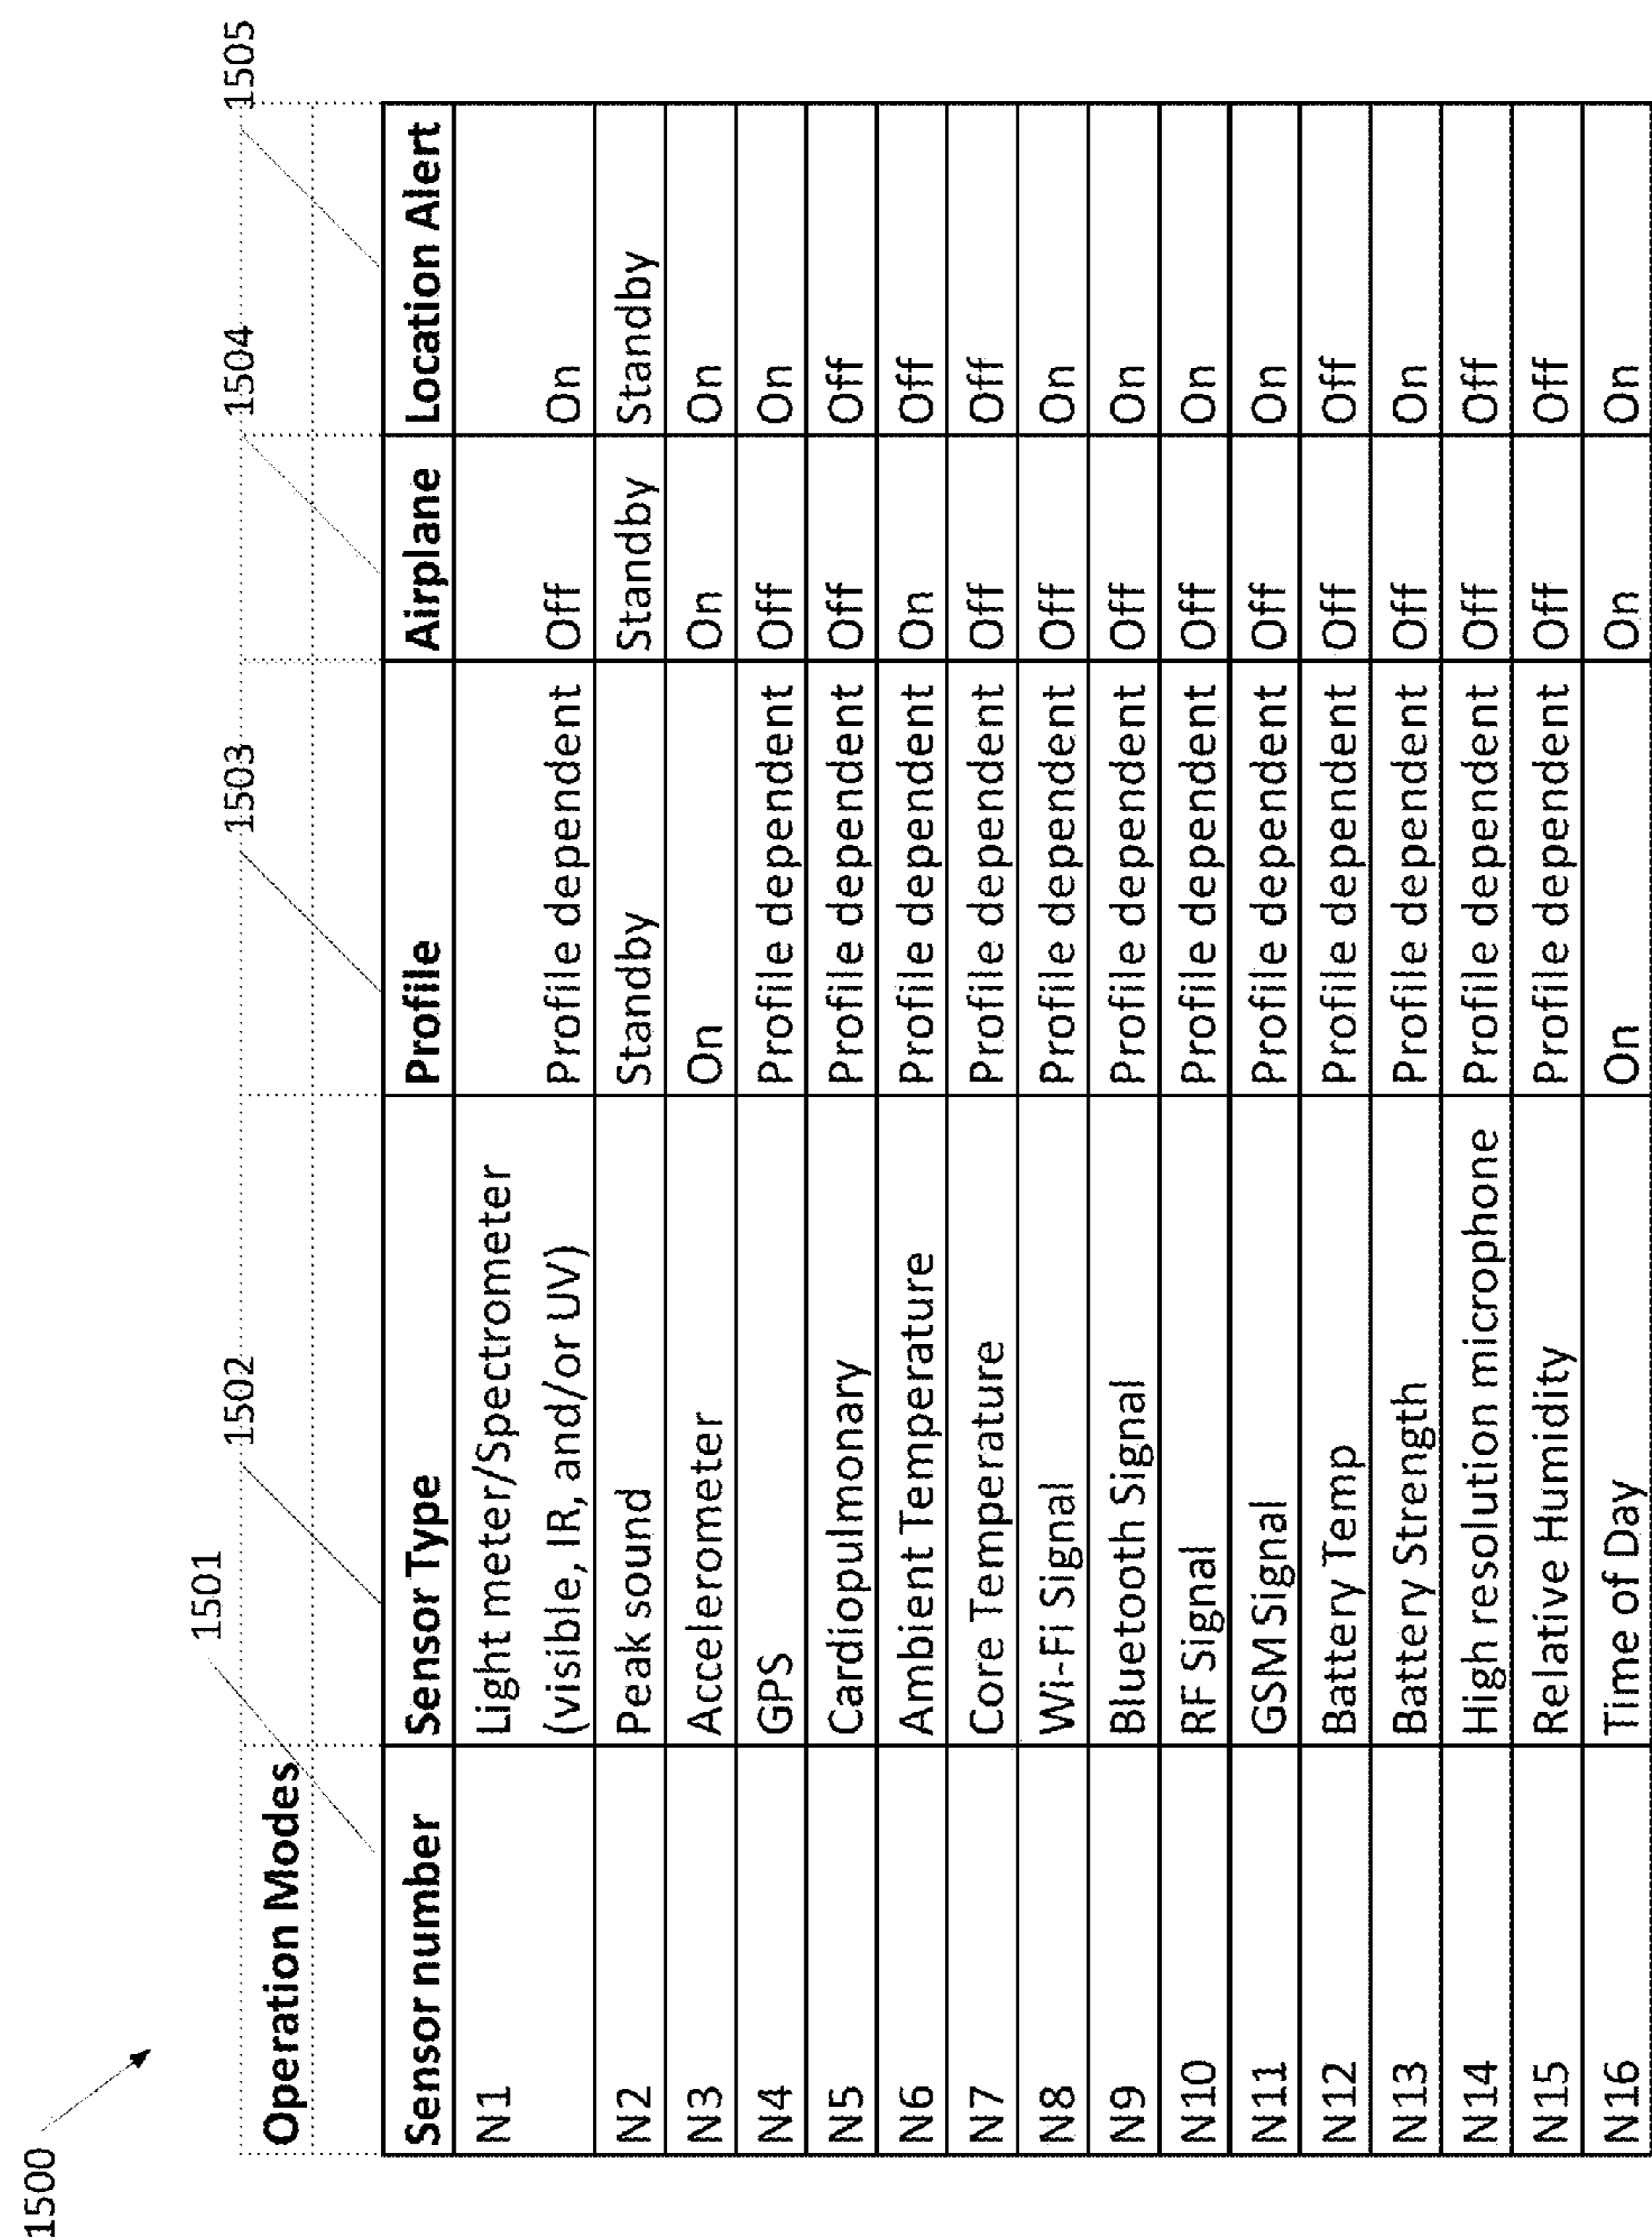 1500
1501
1502
1503
1504
1505
Operation Modes
Sensor number Sensor Type Profile Airplane Location Alert
N1 Light meter/Spectrometer
(visible, IR, and/or UV) Profile dependent Off On
N2 Peak sound Standby Standby Standby
N3 Accelerometer On On On
N4 GPS Profile dependent Off On
N5 Cardiopulmonary Profile dependent Off Off
N6 Ambient Temperature Profile dependent On Off
N7 Core Temperature Profile dependent Off Off
N8 Wi-Fi Signal Profile dependent Off On
N9 Bluetooth Signal Profile dependent Off On
N10 RF Signal Profile dependent Off On
N11 GSM Signal Profile dependent Off On
N12 Battery Temp Profile dependent Off Off
N13 Battery Strength Profile dependent Off On
N14 High resolution microphone Profile dependent Off Off
N15 Relative Humidity Profile dependent Off Off
N16 Time of Day On On On